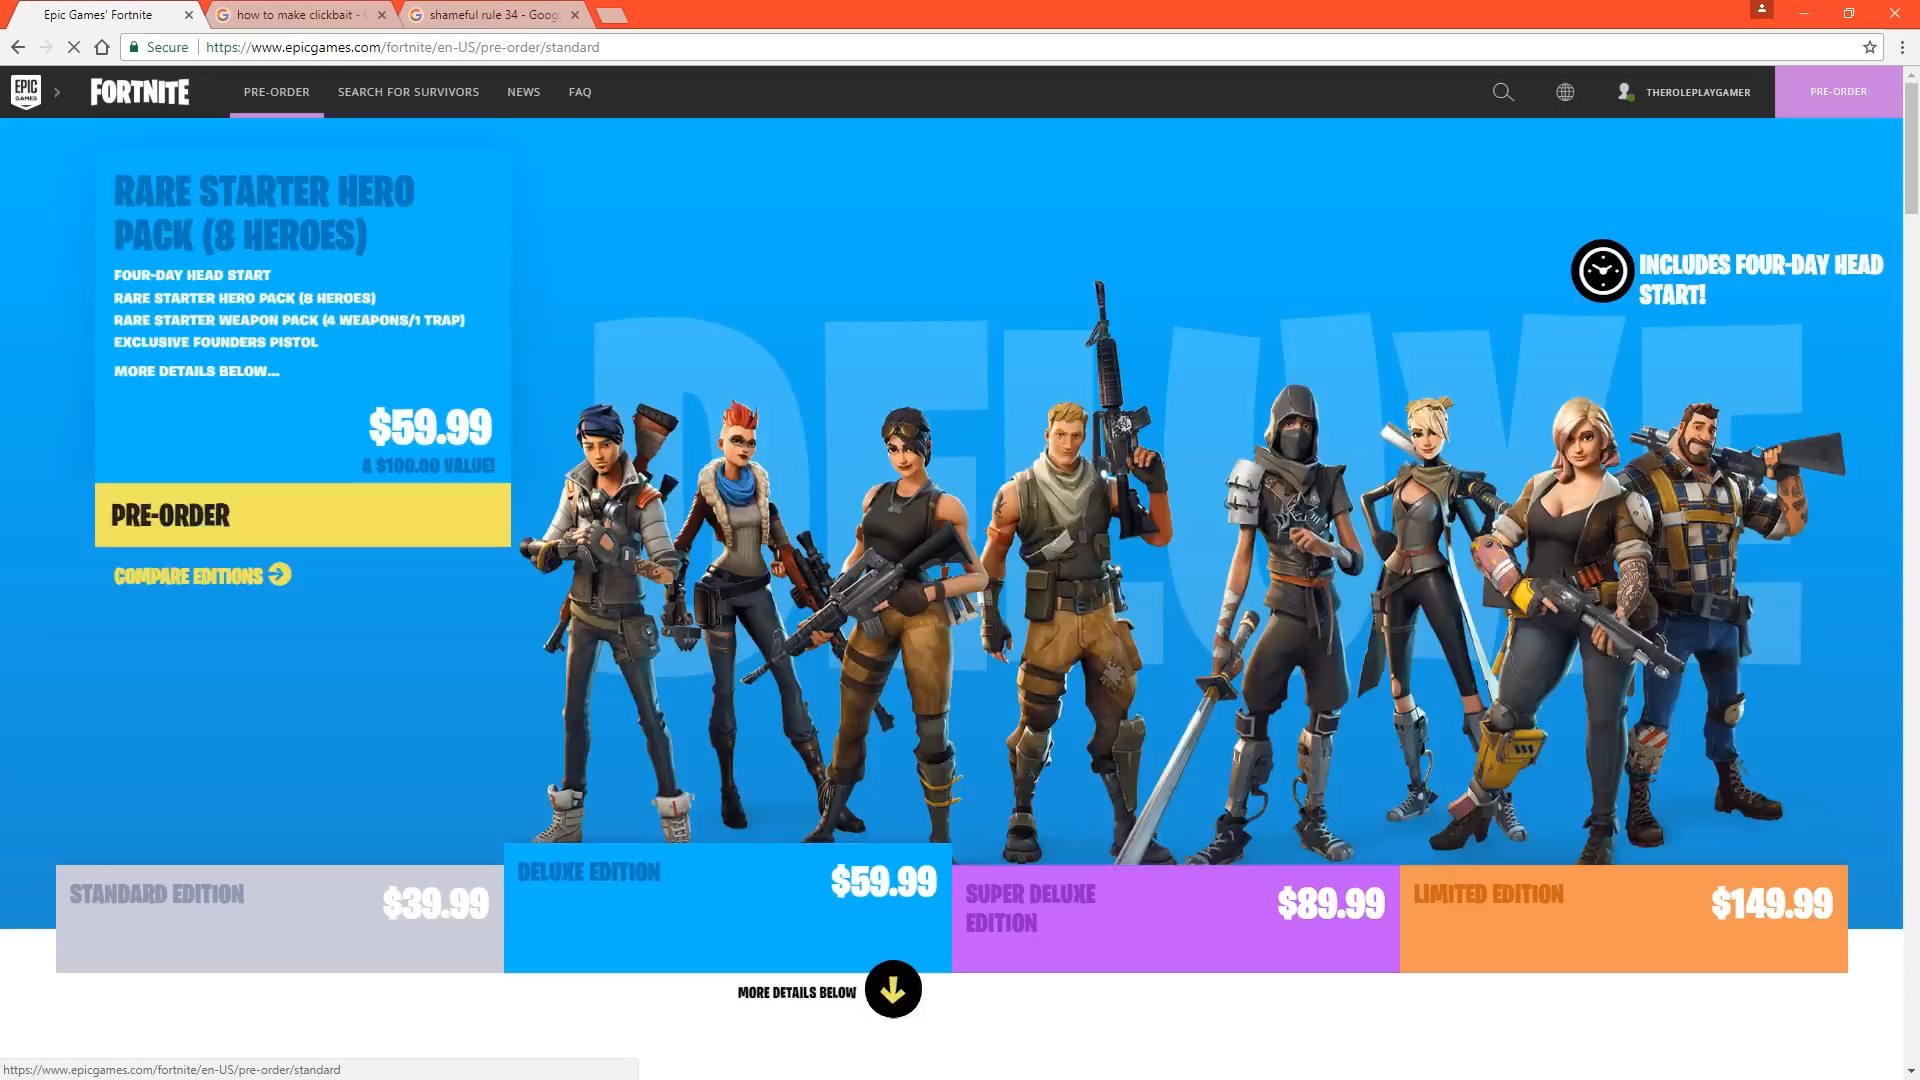 Epic Games' Fortnite
how to make clickbait -
shameful rule 34 - Goog
Secure
https://www.epicgames.com/fortnite/en-US/pre-order/standard
EPIC GAMES
FORTNITE
PRE-ORDER
SEARCH FOR SURVIVORS
NEWS
FAQ
THEROLEPLAYGAMER
PRE-ORDER
RARE STARTER HERO
PACK (8 HEROES)
FOUR-DAY HEAD START
RARE STARTER HERO PACK (8 HEROES)
RARE STARTER WEAPON PACK (4 WEAPONS/1 TRAP)
EXCLUSIVE FOUNDERS PISTOL
MORE DETAILS BELOW...
$59.99
A $100.00 VALUE!
PRE-ORDER
COMPARE EDITIONS
INCLUDES FOUR-DAY HEAD
START!
DELUXE
STANDARD EDITION
$39.99
DELUXE EDITION
$59.99
SUPER DELUXE
EDITION
$89.99
LIMITED EDITION
$149.99
MORE DETAILS BELOW
https://www.epicgames.com/fortnite/en-US/pre-order/standard